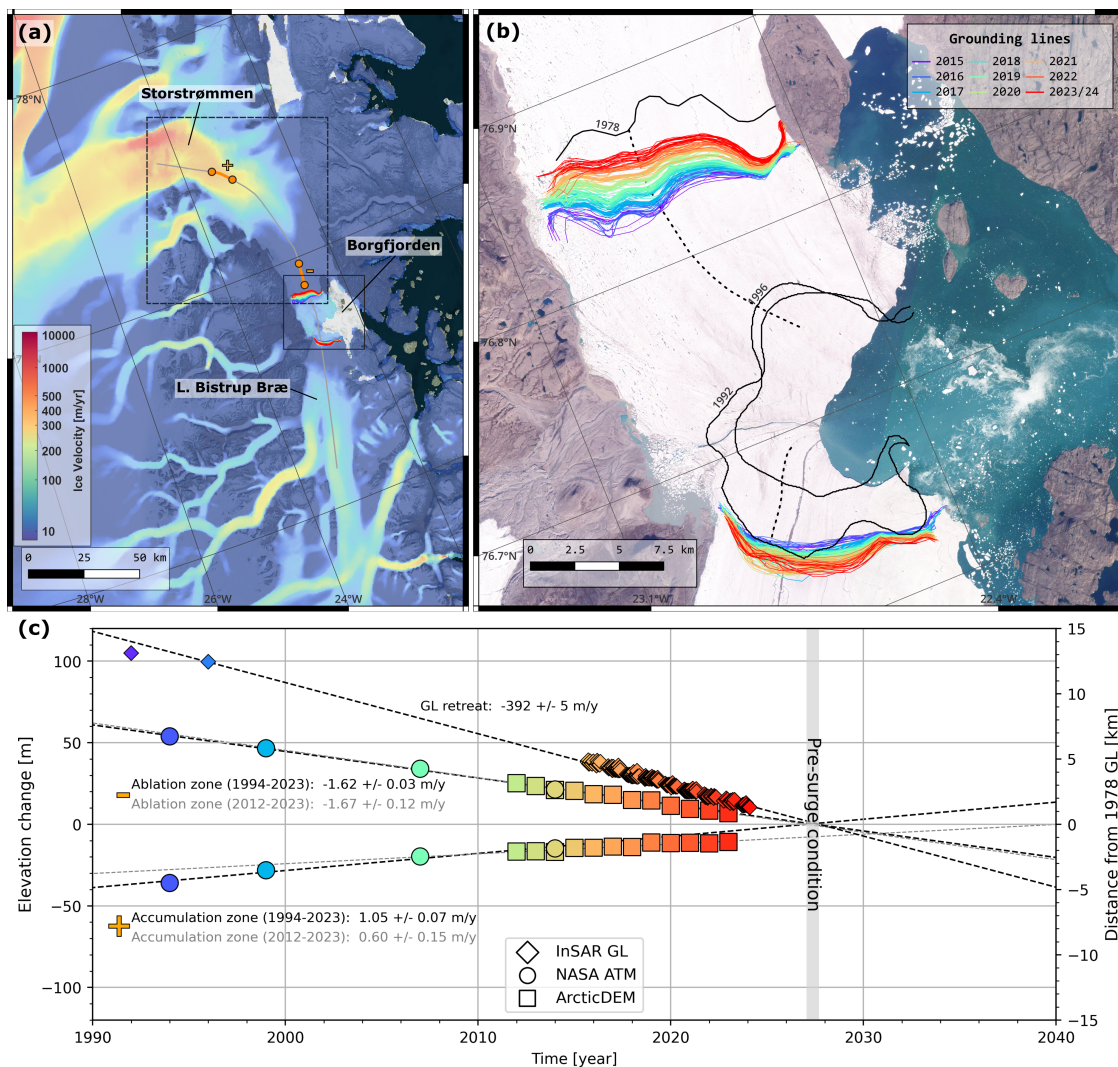 (a)
78°N
Storstrømmen
Borgfjorden
L. Bistrup Bræ
10000
1000
500
400
300
200
100
10
Ice Velocity [m/yr]
0 25 50 km
28°W 26°W 24°W
(b)
Grounding lines
2015 2018 2021
2016 2019 2022
2017 2020 2023/24
76.9°N
1978
76.8°N
1996
1992
76.7°N
0 2.5 5 7.5 km
23.1°W 22.4°W
(c)
Elevation change [m]
100
50
0
−50
−100
15
10
5
0
−5
−10
−15
Distance from 1978 GL [km]
GL retreat: -392 +/- 5 m/y
Ablation zone (1994-2023): -1.62 +/- 0.03 m/y
Ablation zone (2012-2023): -1.67 +/- 0.12 m/y
Pre-surge condition
Accumulation zone (1994-2023): 1.05 +/- 0.07 m/y
Accumulation zone (2012-2023): 0.60 +/- 0.15 m/y
InSAR GL
NASA ATM
ArcticDEM
1990 2000 2010 2020 2030 2040
Time [year]